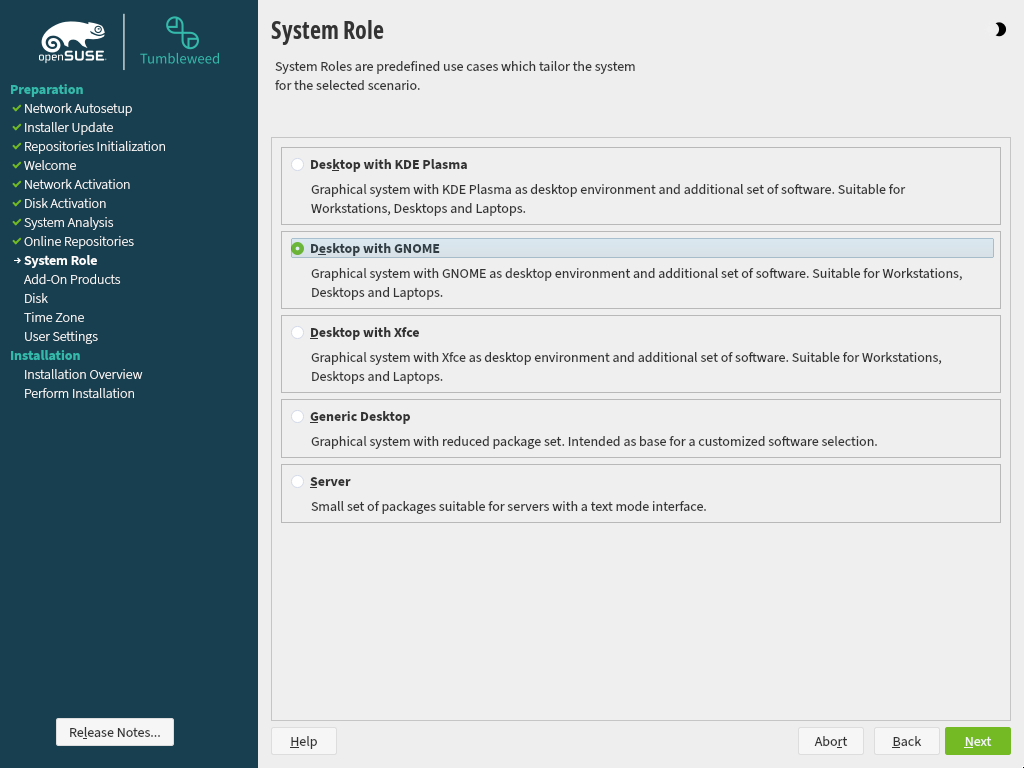 openSUSE
Tumbleweed
Preparation
Network Autosetup
Installer Update
Repositories Initialization
Welcome
Network Activation
Disk Activation
System Analysis
Online Repositories
System Role
Add-On Products
Disk
Time Zone
User Settings
Installation
Installation Overview
Perform Installation
Release Notes...
System Role
System Roles are predefined use cases which tailor the system
for the selected scenario.
Desktop with KDE Plasma
Graphical system with KDE Plasma as desktop environment and additional set of software. Suitable for
Workstations, Desktops and Laptops.
Desktop with GNOME
Graphical system with GNOME as desktop environment and additional set of software. Suitable for Workstations,
Desktops and Laptops.
Desktop with Xfce
Graphical system with Xfce as desktop environment and additional set of software. Suitable for Workstations,
Desktops and Laptops.
Generic Desktop
Graphical system with reduced package set. Intended as base for a customized software selection.
Server
Small set of packages suitable for servers with a text mode interface.
Help
Abort
Back
Next